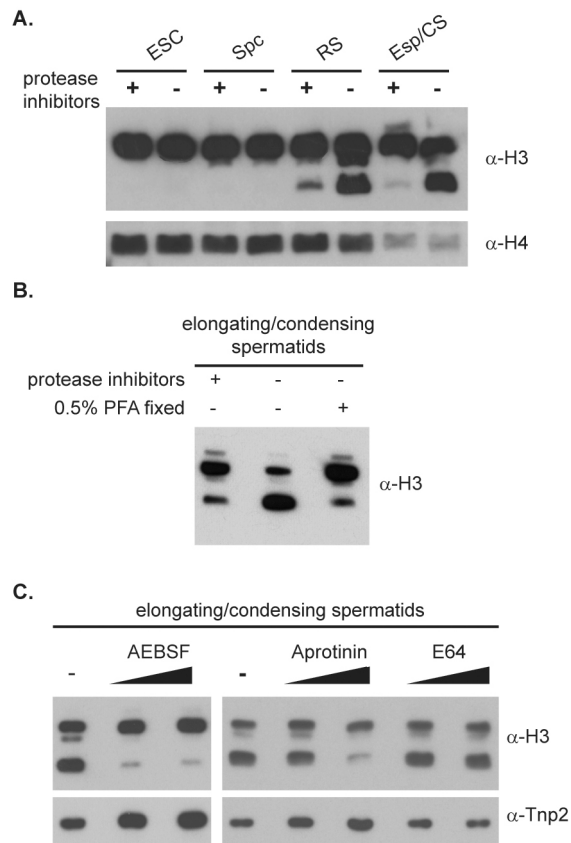 A.
ESC Spc RS Esp/CS
protease inhibitors + - + - + - + -
α-H3
α-H4
B.
elongating/condensing
spermatids
protease inhibitors + - -
0.5% PFA fixed - - +
α-H3
C.
elongating/condensing spermatids
- AEBSF - Aprotinin E64
α-H3
α-Tnp2